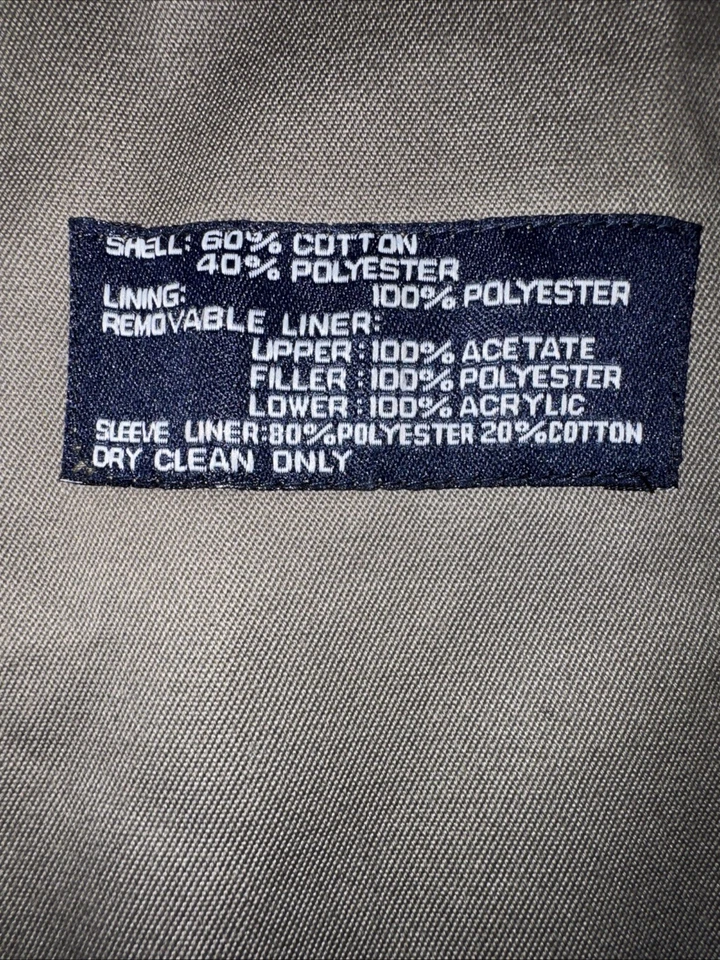 SHELL: 60% COTTON
40% POLYESTER
LINING: 100% POLYESTER
REMOVABLE LINER:
UPPER : 100% ACETATE
FILLER : 100% POLYESTER
LOWER : 100% ACRYLIC
SLEEVE LINER:80%POLYESTER 20%COTTON
DRY CLEAN ONLY